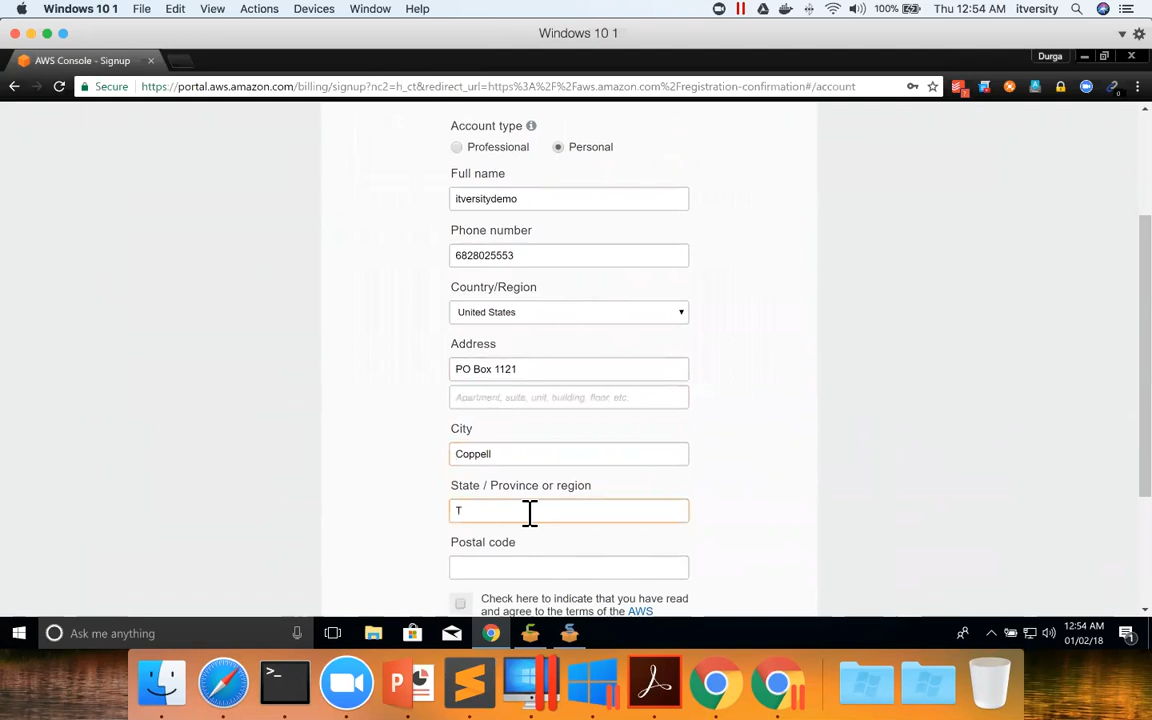 Windows 10 1 File Edit View Actions Devices Window Help 100% Thu 12:54 AM itversity
Windows 10 1
AWS Console - Signup Durga
Secure https://portal.aws.amazon.com/billing/signup?nc2=h_ct&redirect_url=https%3A%2F%2Faws.amazon.com%2Fregistration-confirmation#/account
Account type
Professional Personal
Full name
itversitydemo
Phone number
6828025553
Country/Region
United States
Address
PO Box 1121
Apartment, suite, unit, building, floor, etc.
City
Coppell
State / Province or region
T
Postal code
Check here to indicate that you have read
and agree to the terms of the AWS
Ask me anything 12:54 AM
01/02/18